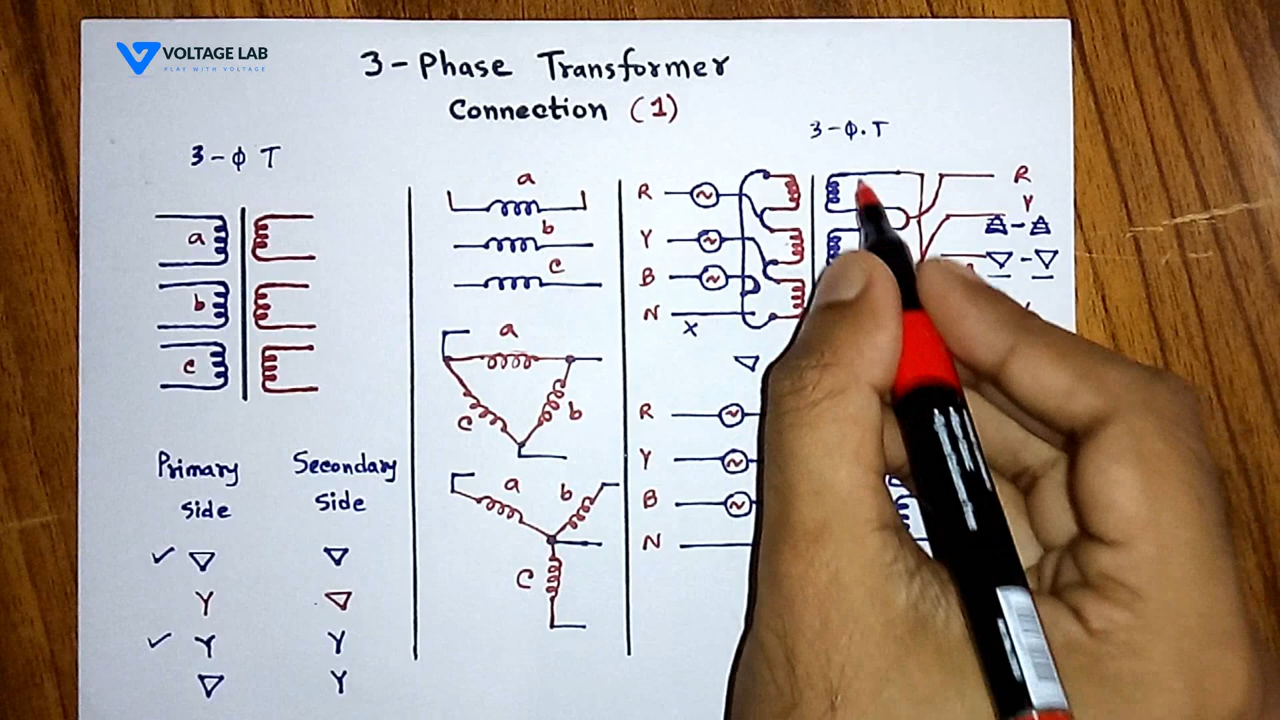 VOLTAGE LAB
PLAY WITH VOLTAGE
3-Phase Transformer
Connection (1)
3-φ T
a
b
c
Primary Secondary
side side
✓ ▽ ▽
Y ▽
✓ Y Y
▽ Y
a
b
c
a
b
c
a
b
c
3-φ.T
R
Y
B
N
X
▽
R
Y
△-△
▽-▽
R
Y
B
N